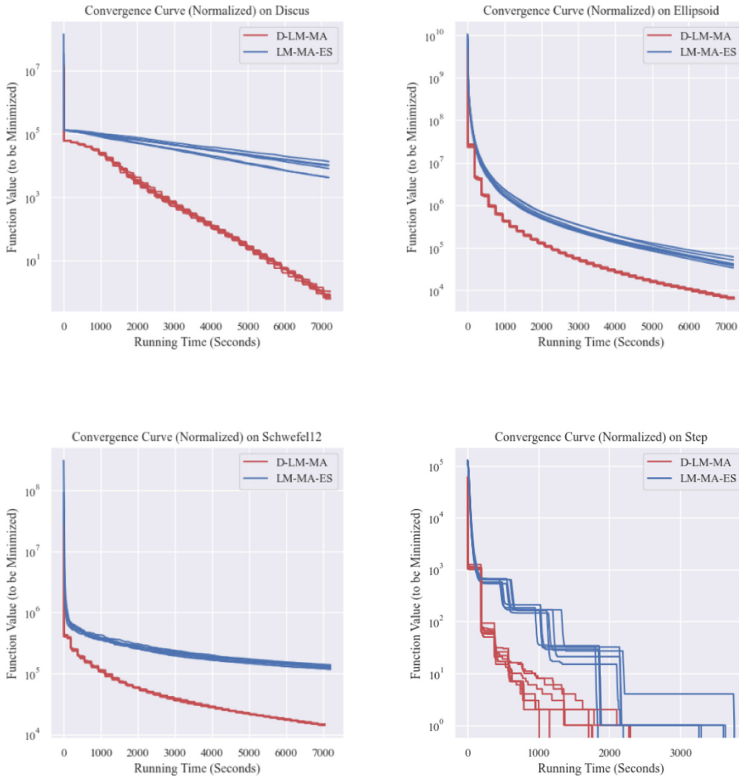 Convergence Curve (Normalized) on Discus
D-LM-MA
LM-MA-ES
10^7
10^5
10^3
10^1
Function Value (to be Minimized)
0 1000 2000 3000 4000 5000 6000 7000
Running Time (Seconds)
Convergence Curve (Normalized) on Ellipsoid
D-LM-MA
LM-MA-ES
10^10
10^9
10^8
10^7
10^6
10^5
10^4
Function Value (to be Minimized)
0 1000 2000 3000 4000 5000 6000 7000
Running Time (Seconds)
Convergence Curve (Normalized) on Schwefel12
D-LM-MA
LM-MA-ES
10^8
10^7
10^6
10^5
10^4
Function Value (to be Minimized)
0 1000 2000 3000 4000 5000 6000 7000
Running Time (Seconds)
Convergence Curve (Normalized) on Step
D-LM-MA
LM-MA-ES
10^5
10^4
10^3
10^2
10^1
10^0
Function Value (to be Minimized)
0 1000 2000 3000
Running Time (Seconds)